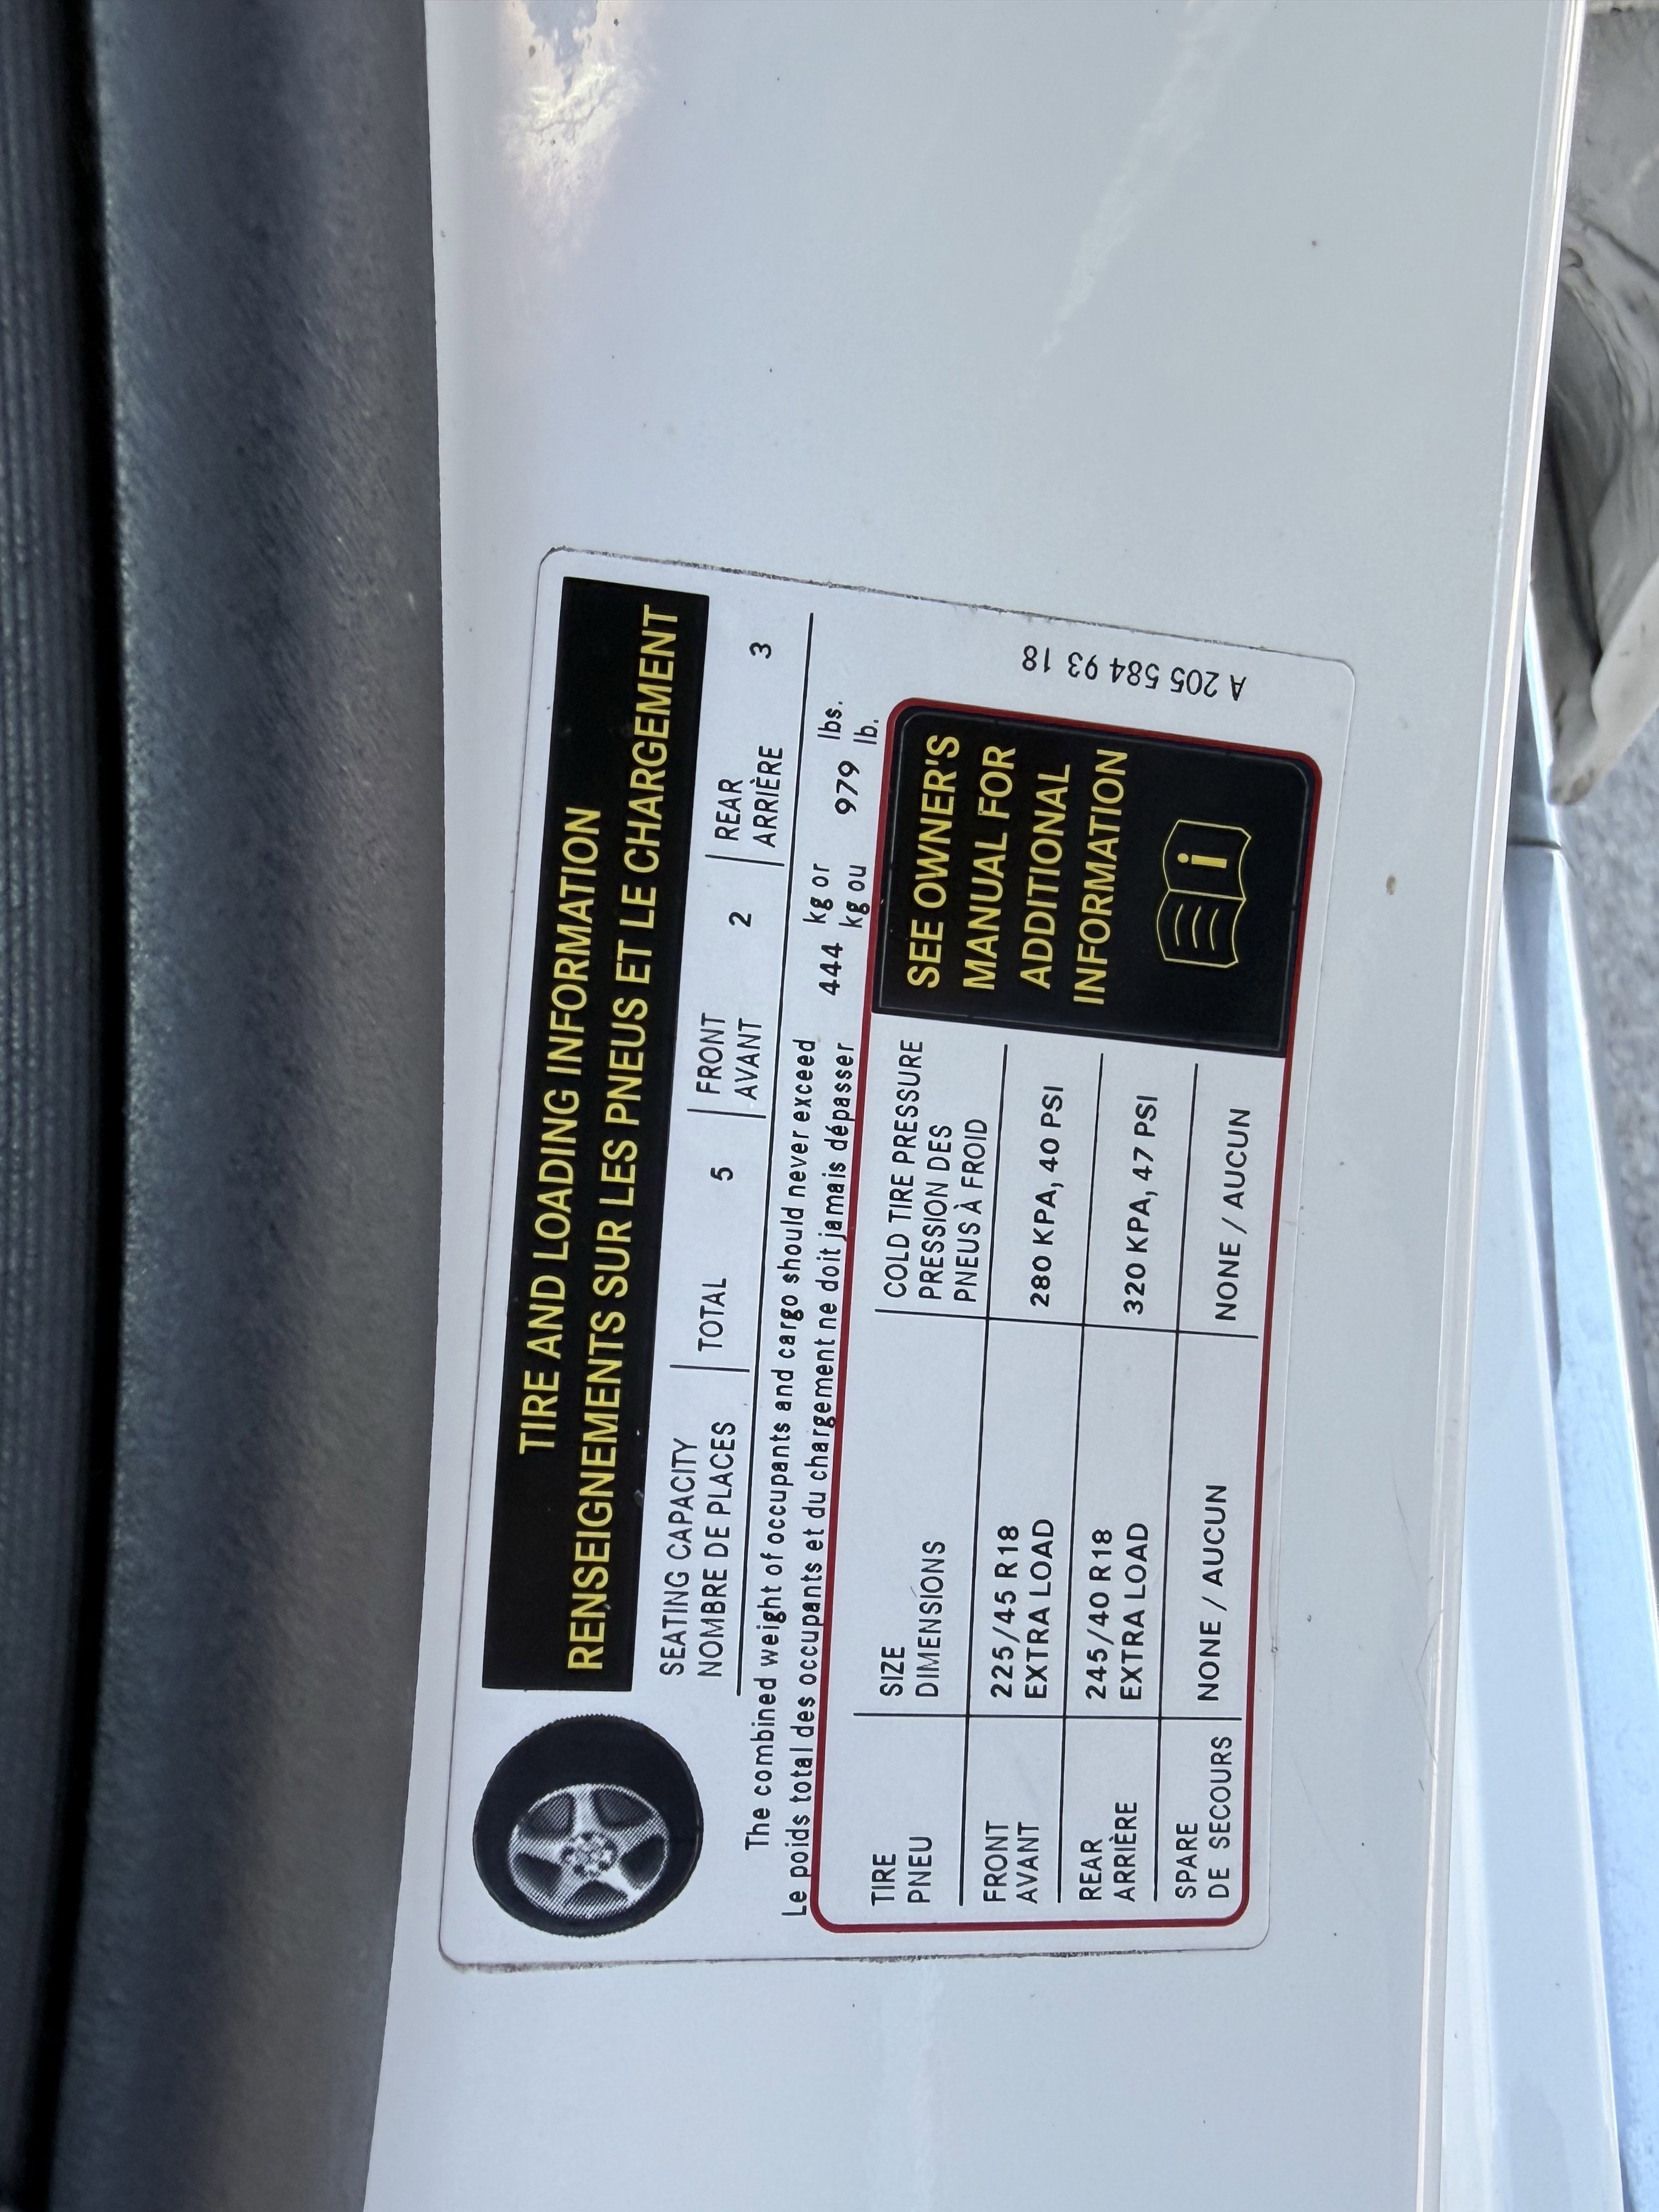 TIRE AND LOADING INFORMATION
RENSEIGNEMENTS SUR LES PNEUS ET LE CHARGEMENT
SEATING CAPACITY
NOMBRE DE PLACES
TOTAL 5
FRONT
AVANT
2
REAR
ARRIÈRE
3
The combined weight of occupants and cargo should never exceed
Le poids total des occupants et du chargement ne doit jamais dépasser
444
kg or
kg ou
979
lbs.
lb.
TIRE
PNEU
SIZE
DIMENSIONS
COLD TIRE PRESSURE
PRESSION DES
PNEUS À FROID
FRONT
AVANT
225/45 R18
EXTRA LOAD
280 KPA, 40 PSI
REAR
ARRIÈRE
245/40 R18
EXTRA LOAD
320 KPA, 47 PSI
SPARE
DE SECOURS
NONE / AUCUN
NONE / AUCUN
SEE OWNER'S
MANUAL FOR
ADDITIONAL
INFORMATION
i
A 205 584 93 18